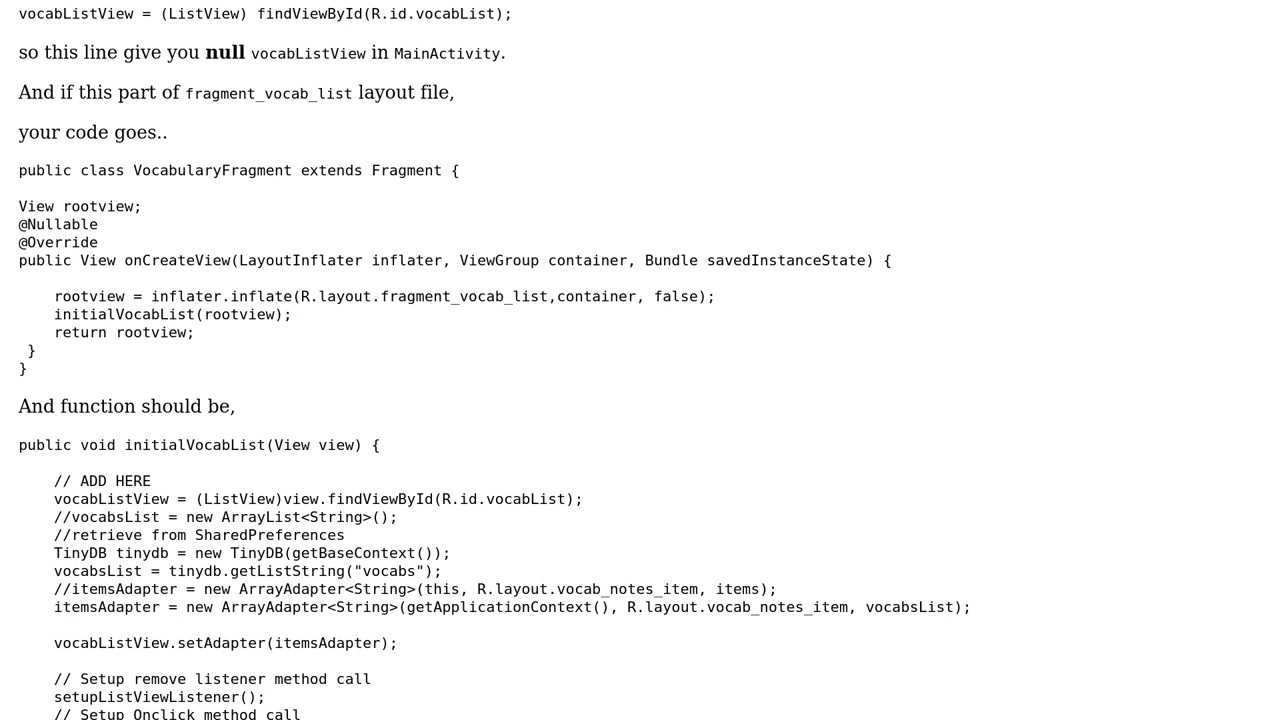 vocabListView = (ListView) findViewById(R.id.vocabList);
so this line give you null vocabListView in MainActivity.
And if this part of fragment_vocab_list layout file,
your code goes..
public class VocabularyFragment extends Fragment {
View rootview;
@Nullable
@Override
public View onCreateView(LayoutInflater inflater, ViewGroup container, Bundle savedInstanceState) {
    rootview = inflater.inflate(R.layout.fragment_vocab_list,container, false);
    initialVocabList(rootview);
    return rootview;
 }
}
And function should be,
public void initialVocabList(View view) {
    // ADD HERE
    vocabListView = (ListView)view.findViewById(R.id.vocabList);
    //vocabsList = new ArrayList<String>();
    //retrieve from SharedPreferences
    TinyDB tinydb = new TinyDB(getBaseContext());
    vocabsList = tinydb.getListString("vocabs");
    //itemsAdapter = new ArrayAdapter<String>(this, R.layout.vocab_notes_item, items);
    itemsAdapter = new ArrayAdapter<String>(getApplicationContext(), R.layout.vocab_notes_item, vocabsList);
    vocabListView.setAdapter(itemsAdapter);
    // Setup remove listener method call
    setupListViewListener();
    // Setup Onclick method call